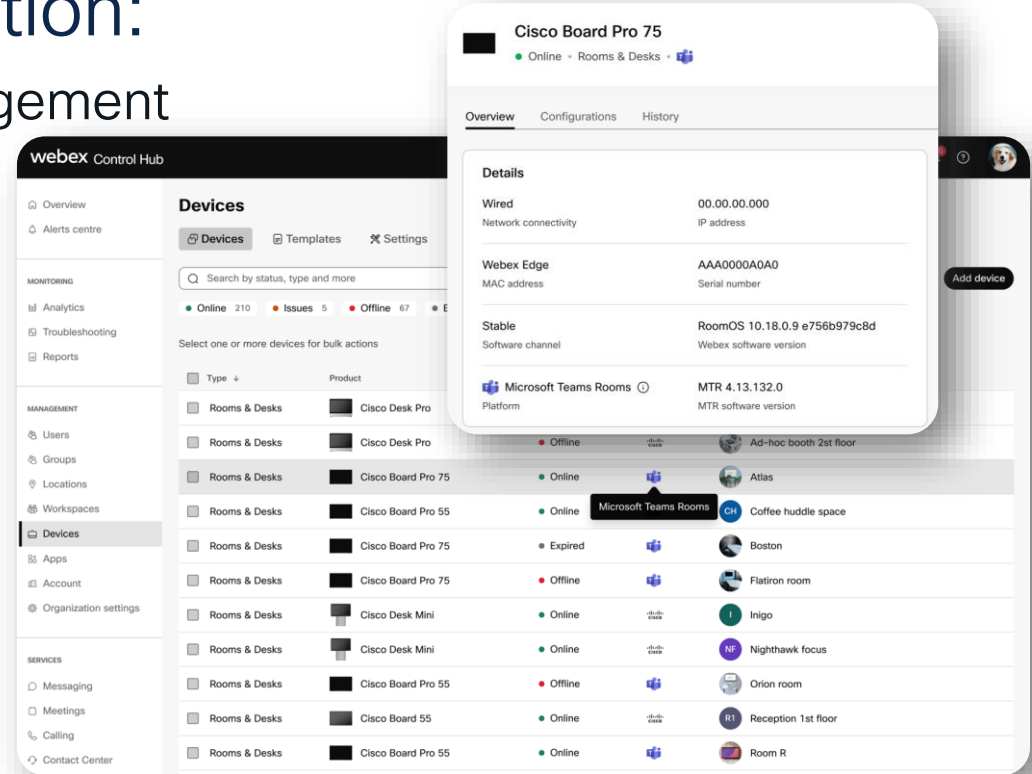 tion:
gement
Cisco Board Pro 75
Online • Rooms & Desks •
Overview Configurations History
Details
Wired 00.00.00.000
Network connectivity IP address
Webex Edge AAA0000A0A0
MAC address Serial number
Stable RoomOS 10.18.0.9 e756b979c8d
Software channel Webex software version
Microsoft Teams Rooms MTR 4.13.132.0
Platform MTR software version
webex Control Hub
Overview
Alerts centre
MONITORING
Analytics
Troubleshooting
Reports
MANAGEMENT
Users
Groups
Locations
Workspaces
Devices
Apps
Account
Organization settings
SERVICES
Messaging
Meetings
Calling
Contact Center
Devices
Devices Templates Settings
Search by status, type and more
Add device
Online 210 Issues 5 Offline 67 E
Select one or more devices for bulk actions
Type ↓ Product
Rooms & Desks Cisco Desk Pro
Rooms & Desks Cisco Desk Pro Offline CISCO Ad-hoc booth 2st floor
Rooms & Desks Cisco Board Pro 75 Online Atlas
Microsoft Teams Rooms
Rooms & Desks Cisco Board Pro 55 Online CH Coffee huddle space
Rooms & Desks Cisco Board Pro 75 Expired Boston
Rooms & Desks Cisco Board Pro 75 Offline Flatiron room
Rooms & Desks Cisco Desk Mini Online CISCO I Inigo
Rooms & Desks Cisco Desk Mini Online CISCO NF Nighthawk focus
Rooms & Desks Cisco Board Pro 55 Offline Orion room
Rooms & Desks Cisco Board 55 Online CISCO R1 Reception 1st floor
Rooms & Desks Cisco Board Pro 55 Online Room R